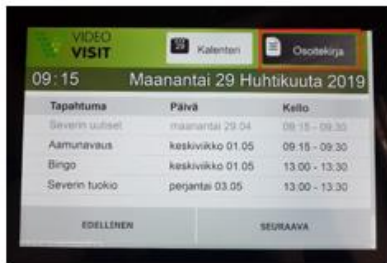 VIDEO
VISIT
29
Kalenteri
Osoitekirja
09:15 Maanantai 29 Huhtikuuta 2019
Tapahtuma Päivä Kello
Severin uutiset maanantai 29.04 09:15 - 09:30
Aamunavaus keskiviikko 01.05 09:15 - 09:30
Bingo keskiviikko 01.05 13:00 - 13:30
Severin tuokio perjantai 03.05 13:00 - 13:30
EDELLINEN SEURAAVA